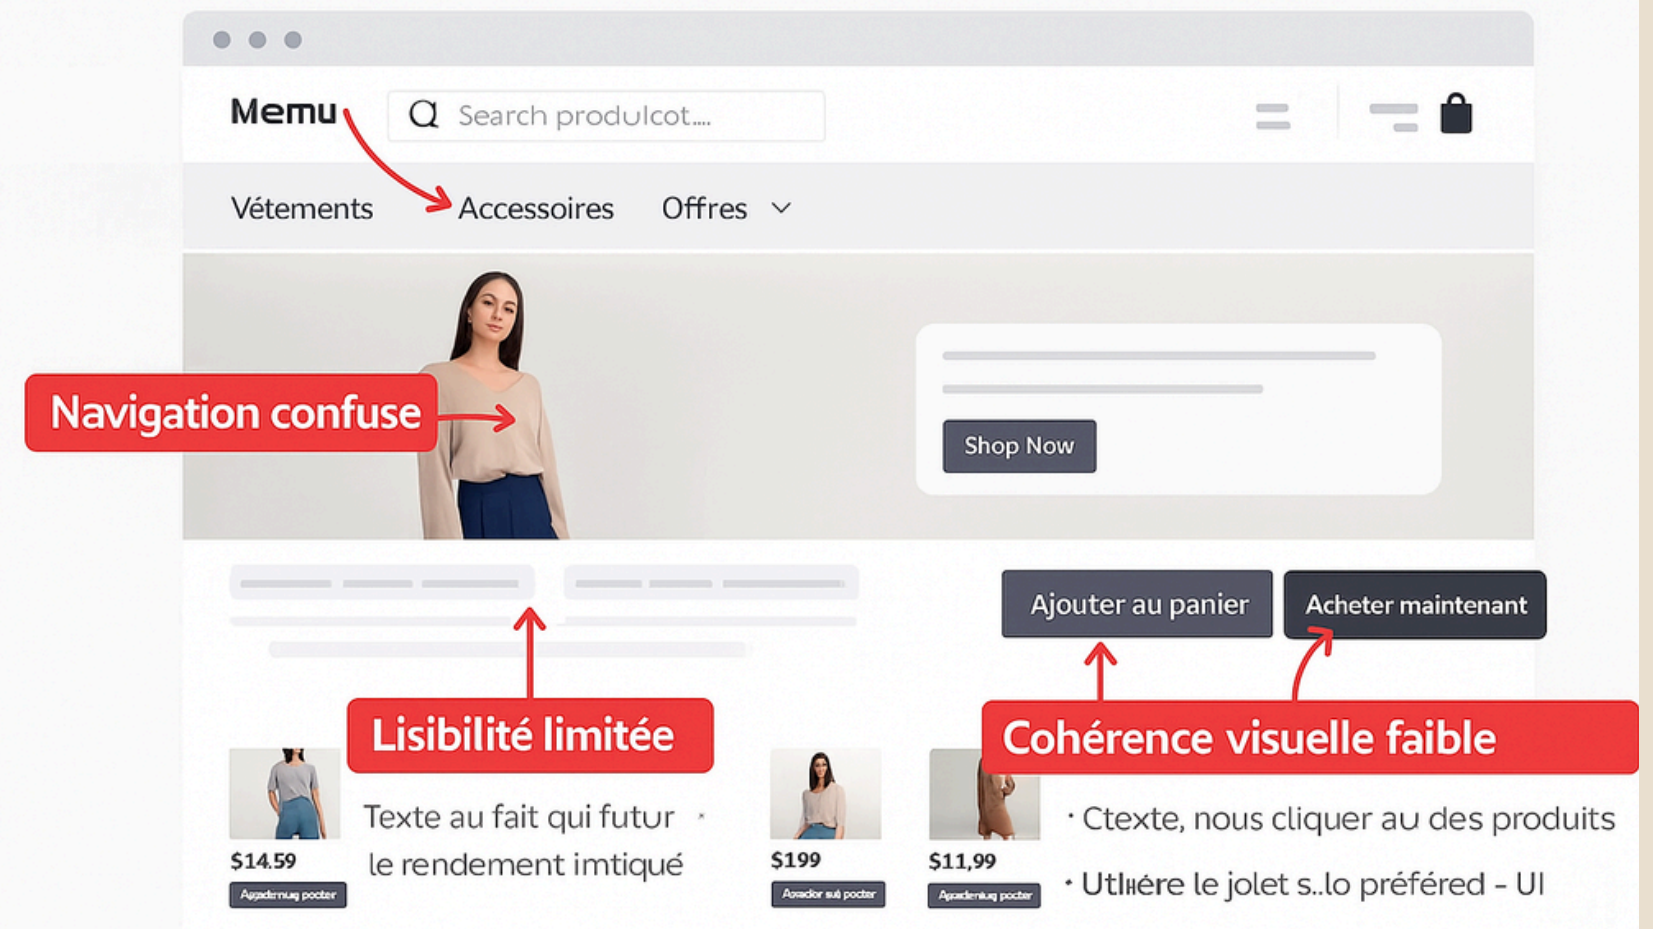 Memu
Search produlcot....
Vétements Accessoires Offres
Navigation confuse
Shop Now
Ajouter au panier
Acheter maintenant
Lisibilité limitée
Cohérence visuelle faible
Texte au fait qui futur
le rendement imtiqué
· Ctexte, nous cliquer au des produits
· Utlнére le jolet s..lo préféred - UI
$14.59
$199
$11,99